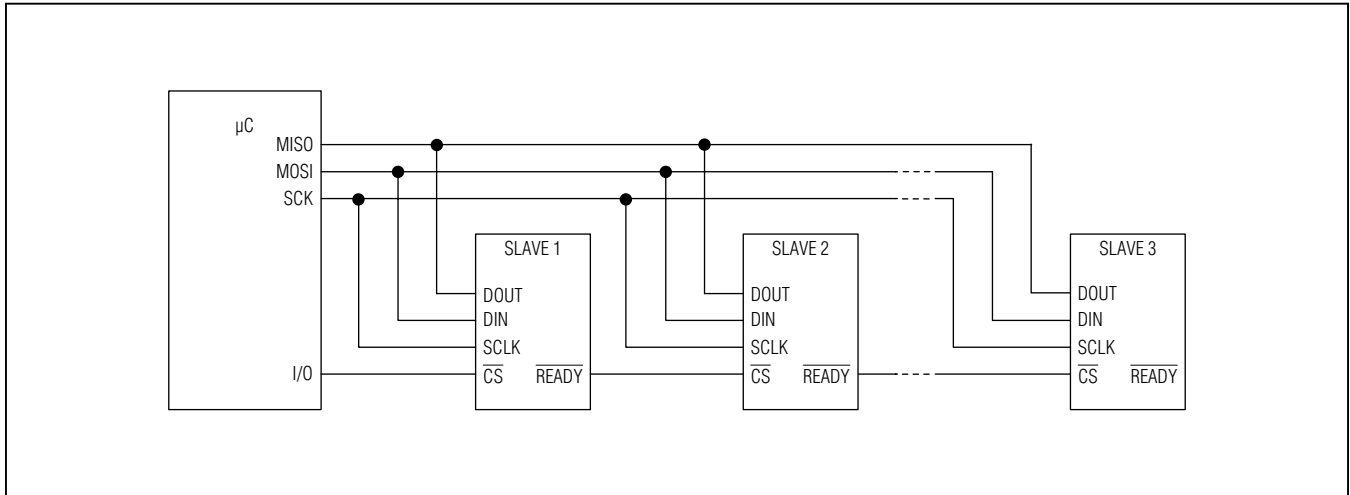 µC
MISO
MOSI
SCK
I/O
SLAVE 1
DOUT
DIN
SCLK
CS READY
SLAVE 2
DOUT
DIN
SCLK
CS READY
SLAVE 3
DOUT
DIN
SCLK
CS READY